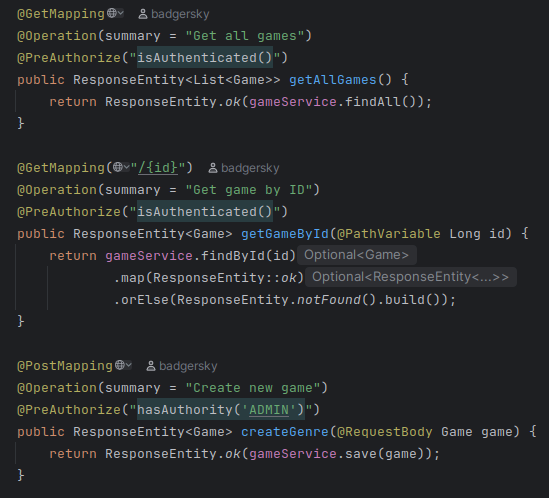 @GetMapping badgersky
@Operation(summary = "Get all games")
@PreAuthorize("isAuthenticated()")
public ResponseEntity<List<Game>> getAllGames() {
    return ResponseEntity.ok(gameService.findAll());
}
@GetMapping("/{id}") badgersky
@Operation(summary = "Get game by ID")
@PreAuthorize("isAuthenticated()")
public ResponseEntity<Game> getGameById(@PathVariable Long id) {
    return gameService.findById(id) Optional<Game>
            .map(ResponseEntity::ok) Optional<ResponseEntity<...>>
            .orElse(ResponseEntity.notFound().build());
}
@PostMapping badgersky
@Operation(summary = "Create new game")
@PreAuthorize("hasAuthority('ADMIN')")
public ResponseEntity<Game> createGenre(@RequestBody Game game) {
    return ResponseEntity.ok(gameService.save(game));
}